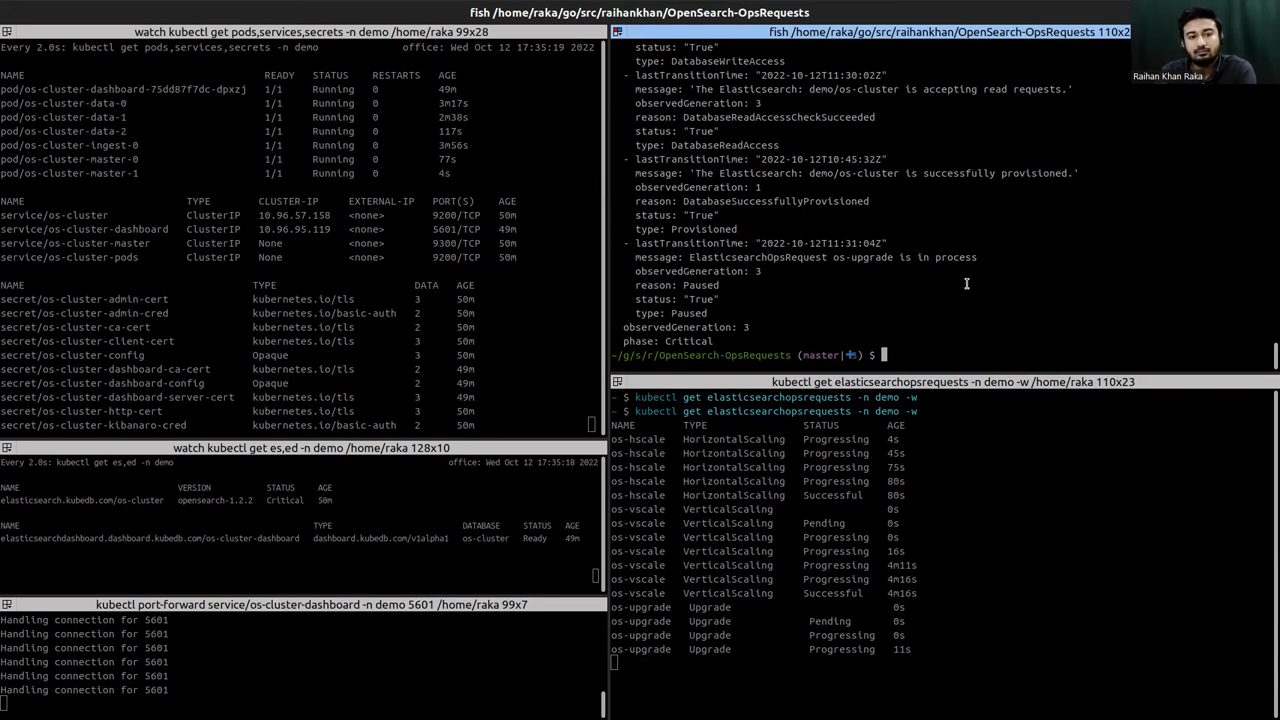 fish /home/raka/go/src/raihankhan/OpenSearch-OpsRequests
watch kubectl get pods,services,secrets -n demo /home/raka 99x28
Every 2.0s: kubectl get pods,services,secrets -n demo office: Wed Oct 12 17:35:19 2022
NAME READY STATUS RESTARTS AGE
pod/os-cluster-dashboard-75dd87f7dc-dpxzj 1/1 Running 0 49m
pod/os-cluster-data-0 1/1 Running 0 3m17s
pod/os-cluster-data-1 1/1 Running 0 2m38s
pod/os-cluster-data-2 1/1 Running 0 117s
pod/os-cluster-ingest-0 1/1 Running 0 3m56s
pod/os-cluster-master-0 1/1 Running 0 77s
pod/os-cluster-master-1 1/1 Running 0 4s
NAME TYPE CLUSTER-IP EXTERNAL-IP PORT(S) AGE
service/os-cluster ClusterIP 10.96.57.158 <none> 9200/TCP 50m
service/os-cluster-dashboard ClusterIP 10.96.95.119 <none> 5601/TCP 49m
service/os-cluster-master ClusterIP None <none> 9300/TCP 50m
service/os-cluster-pods ClusterIP None <none> 9200/TCP 50m
NAME TYPE DATA AGE
secret/os-cluster-admin-cert kubernetes.io/tls 3 50m
secret/os-cluster-admin-cred kubernetes.io/basic-auth 2 50m
secret/os-cluster-ca-cert kubernetes.io/tls 2 50m
secret/os-cluster-client-cert kubernetes.io/tls 3 50m
secret/os-cluster-config Opaque 3 50m
secret/os-cluster-dashboard-ca-cert kubernetes.io/tls 2 49m
secret/os-cluster-dashboard-config Opaque 2 49m
secret/os-cluster-dashboard-server-cert kubernetes.io/tls 3 49m
secret/os-cluster-http-cert kubernetes.io/tls 3 50m
secret/os-cluster-kibanaro-cred kubernetes.io/basic-auth 2 50m
watch kubectl get es,ed -n demo /home/raka 128x10
Every 2.0s: kubectl get es,ed -n demo office: Wed Oct 12 17:35:18 2022
NAME VERSION STATUS AGE
elasticsearch.kubedb.com/os-cluster opensearch-1.2.2 Critical 50m
NAME TYPE DATABASE STATUS AGE
elasticsearchdashboard.dashboard.kubedb.com/os-cluster-dashboard dashboard.kubedb.com/v1alpha1 os-cluster Ready 49m
kubectl port-forward service/os-cluster-dashboard -n demo 5601 /home/raka 99x7
Handling connection for 5601
Handling connection for 5601
Handling connection for 5601
Handling connection for 5601
Handling connection for 5601
Handling connection for 5601
fish /home/raka/go/src/raihankhan/OpenSearch-OpsRequests 110x2
status: "True"
type: DatabaseWriteAccess
- lastTransitionTime: "2022-10-12T11:30:02Z"
message: 'The Elasticsearch: demo/os-cluster is accepting read requests.'
observedGeneration: 3
reason: DatabaseReadAccessCheckSucceeded
status: "True"
type: DatabaseReadAccess
- lastTransitionTime: "2022-10-12T10:45:32Z"
message: 'The Elasticsearch: demo/os-cluster is successfully provisioned.'
observedGeneration: 1
reason: DatabaseSuccessfullyProvisioned
status: "True"
type: Provisioned
- lastTransitionTime: "2022-10-12T11:31:04Z"
message: ElasticsearchOpsRequest os-upgrade is in process
observedGeneration: 3
reason: Paused
status: "True"
type: Paused
observedGeneration: 3
phase: Critical
~/g/s/r/OpenSearch-OpsRequests (master|✚5) $
Raihan Khan Raka
kubectl get elasticsearchopsrequests -n demo -w /home/raka 110x23
~ $ kubectl get elasticsearchopsrequests -n demo -w
~ $ kubectl get elasticsearchopsrequests -n demo -w
NAME TYPE STATUS AGE
os-hscale HorizontalScaling Progressing 4s
os-hscale HorizontalScaling Progressing 45s
os-hscale HorizontalScaling Progressing 75s
os-hscale HorizontalScaling Progressing 80s
os-hscale HorizontalScaling Successful 80s
os-vscale VerticalScaling 0s
os-vscale VerticalScaling Pending 0s
os-vscale VerticalScaling Progressing 0s
os-vscale VerticalScaling Progressing 16s
os-vscale VerticalScaling Progressing 4m11s
os-vscale VerticalScaling Progressing 4m16s
os-vscale VerticalScaling Successful 4m16s
os-upgrade Upgrade 0s
os-upgrade Upgrade Pending 0s
os-upgrade Upgrade Progressing 0s
os-upgrade Upgrade Progressing 11s